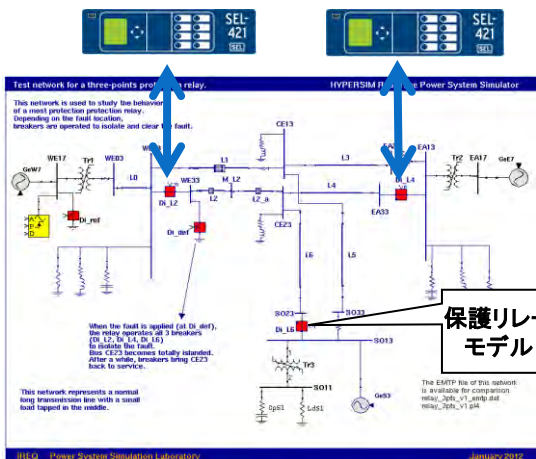 SEL-
421
SEL
SEL-
421
SEL
Test network for a three-points protection relay.
HYPERSIM Real-Time Power System Simulator
This network is used to study the behavior
of a most protection protection relay.
Depending on the fault location,
breakers are operated to isolate and clear the fault.
CE13
GeW7
WE17
Tr1
WE03
L0
L1
L3
EA13
Tr2
EA17
GeE7
WE33
M_L2
Di_L2
L2
L2_a
L4
Di_L4
EA33
Di_ref
Di_def
CE23
L6
L5
When the fault is applied (at Di_def),
the relay operates all 3 breakers
(Di_L2, Di_L4, Di_L6)
to isolate the fault.
Bus CE23 becomes totally islanded.
After a while, breakers bring CE23
back to service.
SO23
SO33
Di_L6
SO13
保護リレー
モデル
Tr3
SO11
CpS1
LdS1
GeS3
This network represents a normal
long transmission line with a small
load tapped in the middle.
The EMTP file of this network
is available for comparison
relay_3pts_v1_emtp.dat
relay_3pts_v1.pl4
IREQ Power System Simulation Laboratory
January 2012